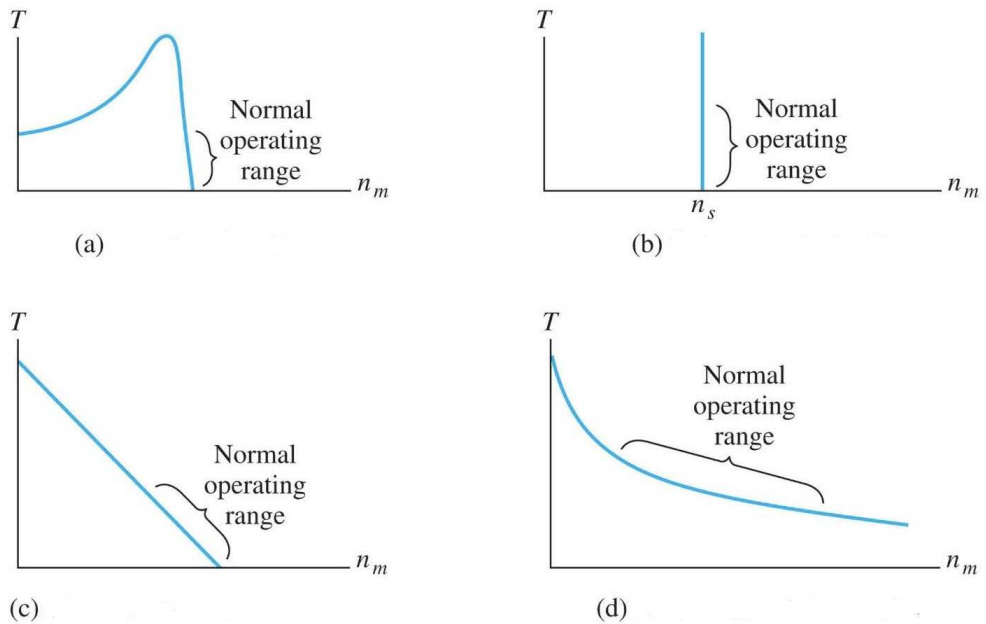 T
Normal
operating
range
n_m
(a)
T
Normal
operating
range
n_m
n_s
(b)
T
Normal
operating
range
n_m
(c)
T
Normal
operating
range
n_m
(d)